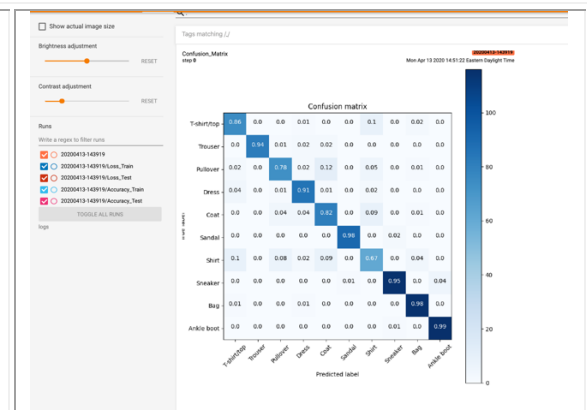 Show actual image size
Brightness adjustment
RESET
Contrast adjustment
RESET
Runs
Write a regex to filter runs
20200413-143919
20200413-143919/Loss_Train
20200413-143919/Loss_Test
20200413-143919/Accuracy_Train
20200413-143919/Accuracy_Test
TOGGLE ALL RUNS
logs
Tags matching /./
Confusion_Matrix
step 0
20200413-143919
Mon Apr 13 2020 14:51:22 Eastern Daylight Time
Confusion matrix
T-shirt/top 0.86 0.0 0.0 0.01 0.0 0.0 0.1 0.0 0.02 0.0
Trouser 0.0 0.94 0.01 0.02 0.02 0.0 0.0 0.0 0.0 0.0
Pullover 0.02 0.0 0.78 0.02 0.12 0.0 0.05 0.0 0.01 0.0
Dress 0.04 0.0 0.01 0.91 0.01 0.0 0.02 0.0 0.0 0.0
Coat 0.0 0.0 0.04 0.04 0.82 0.0 0.09 0.0 0.01 0.0
Sandal 0.0 0.0 0.0 0.0 0.0 0.98 0.0 0.02 0.0 0.0
Shirt 0.1 0.0 0.08 0.02 0.09 0.0 0.67 0.0 0.04 0.0
Sneaker 0.0 0.0 0.0 0.0 0.0 0.01 0.0 0.95 0.0 0.04
Bag 0.01 0.0 0.0 0.01 0.0 0.0 0.0 0.0 0.98 0.0
Ankle boot 0.0 0.0 0.0 0.0 0.0 0.0 0.0 0.01 0.0 0.99
T-shirt/top Trouser Pullover Dress Coat Sandal Shirt Sneaker Bag Ankle boot
Predicted label
100
80
60
40
20
0